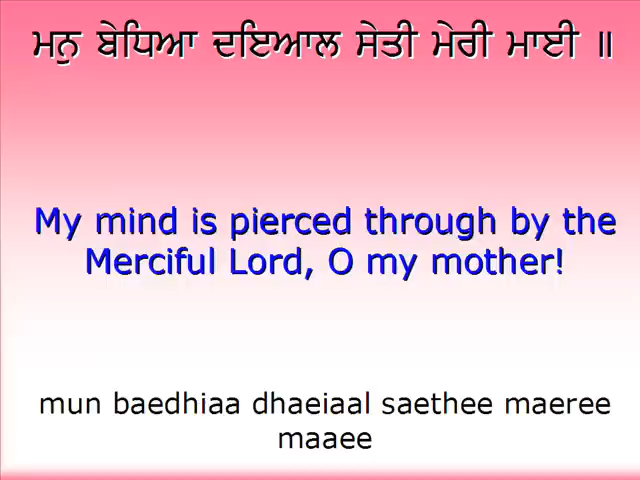 ਮਨੁ ਬੇਧਿਆ ਦਇਆਲ ਸੇਤੀ ਮੇਰੀ ਮਾਈ ॥
My mind is pierced through by the
Merciful Lord, O my mother!
mun baedhiaa dhaeiaal saethee maeree
maaee